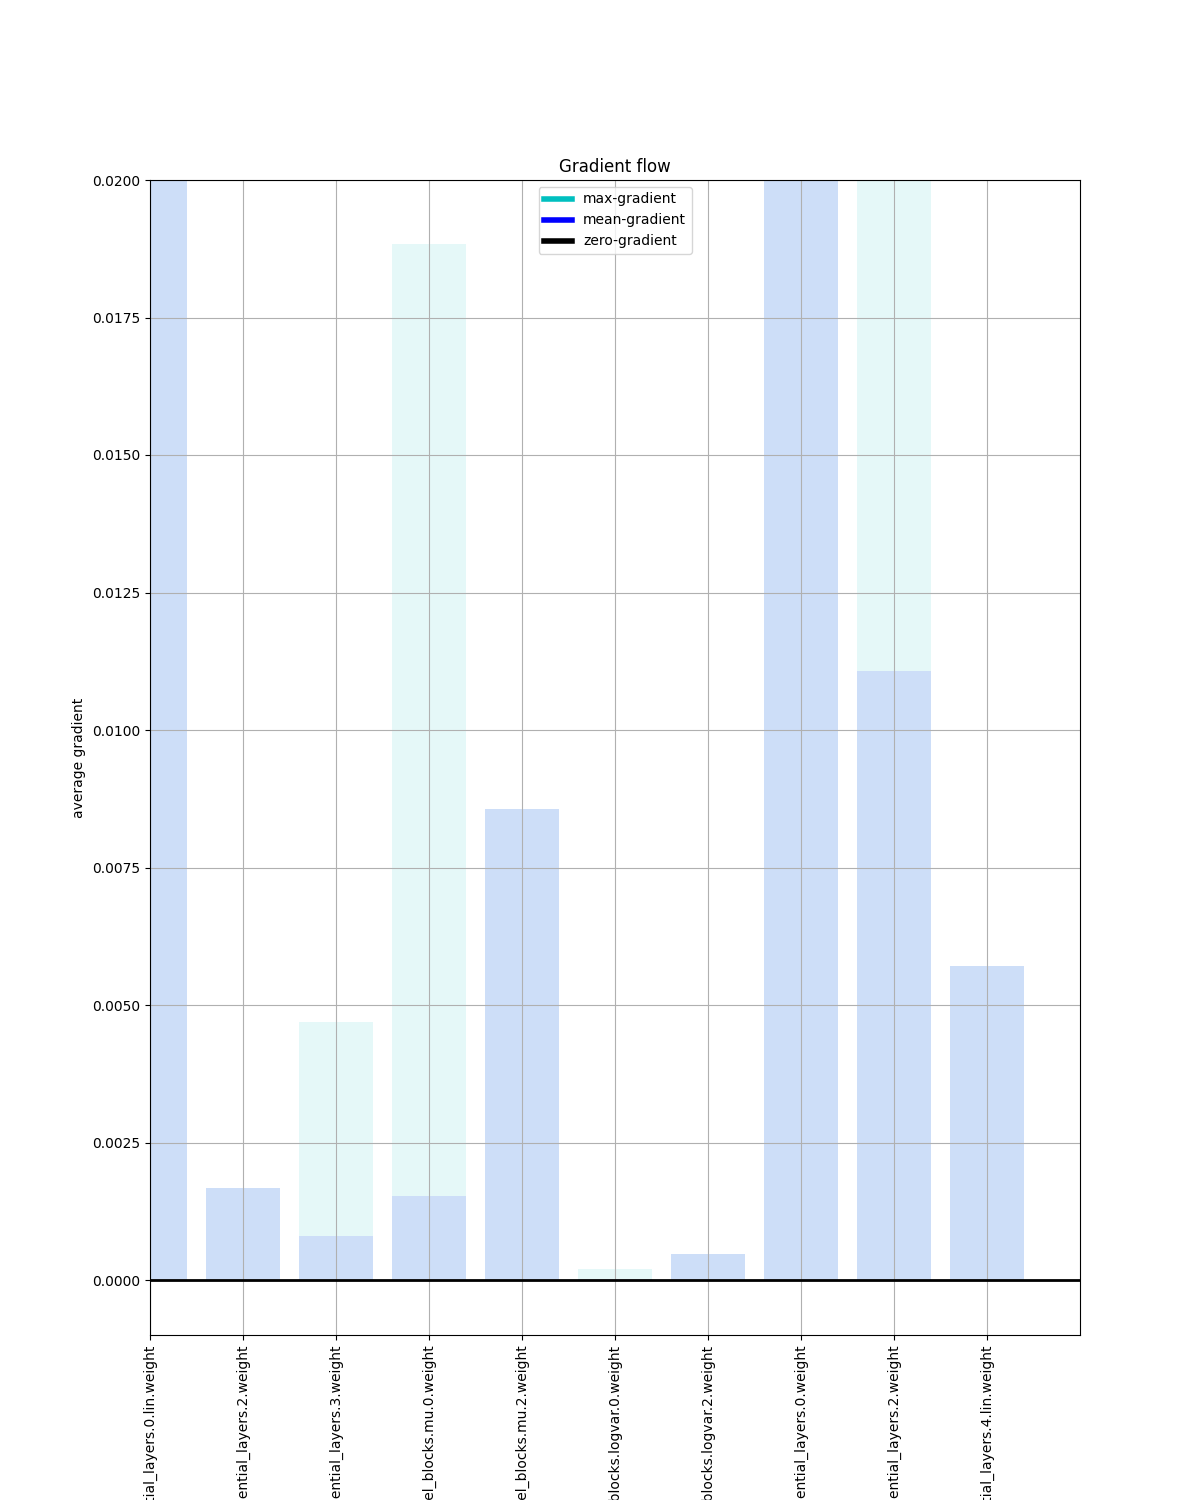 Gradient flow
max-gradient
mean-gradient
zero-gradient
0.0200
0.0175
0.0150
0.0125
0.0100
0.0075
0.0050
0.0025
0.0000
average gradient
tial_layers.0.lin.weight
ential_layers.2.weight
ential_layers.3.weight
el_blocks.mu.0.weight
el_blocks.mu.2.weight
blocks.logvar.0.weight
blocks.logvar.2.weight
ential_layers.0.weight
ential_layers.2.weight
tial_layers.4.lin.weight